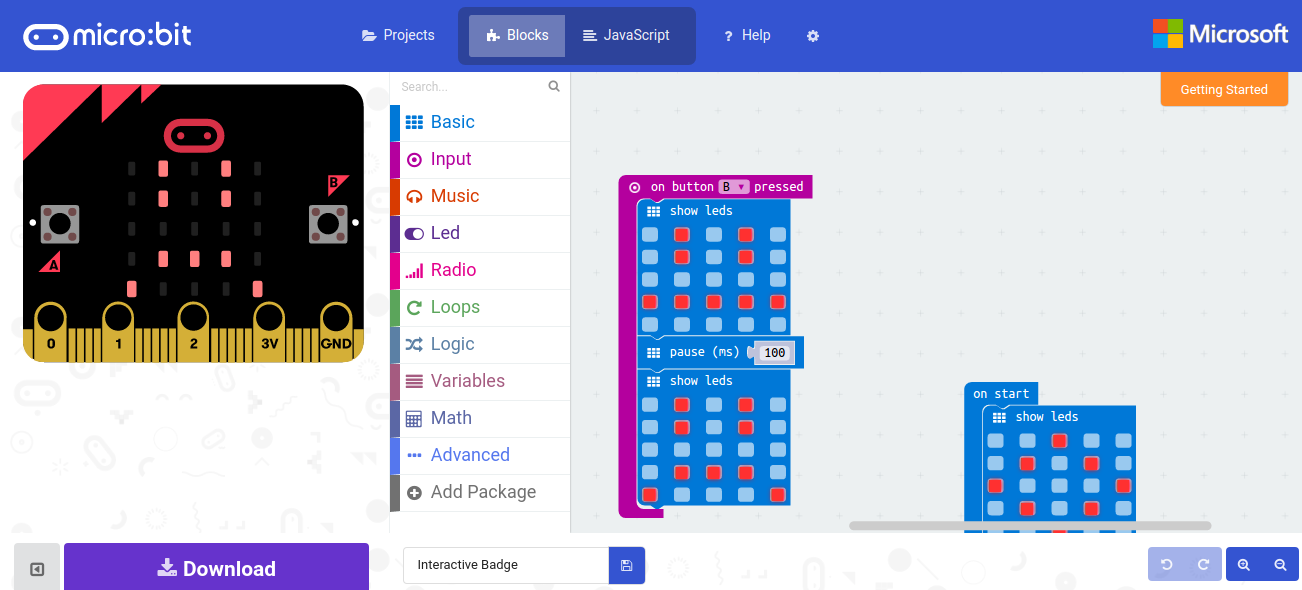 micro:bit
Projects
Blocks
JavaScript
? Help
Microsoft
Getting Started
Search...
Basic
Input
Music
Led
Radio
Loops
Logic
Variables
Math
Advanced
Add Package
B
A
0 1 2 3V GND
on button B pressed
show leds
pause (ms) 100
show leds
on start
show leds
Download
Interactive Badge